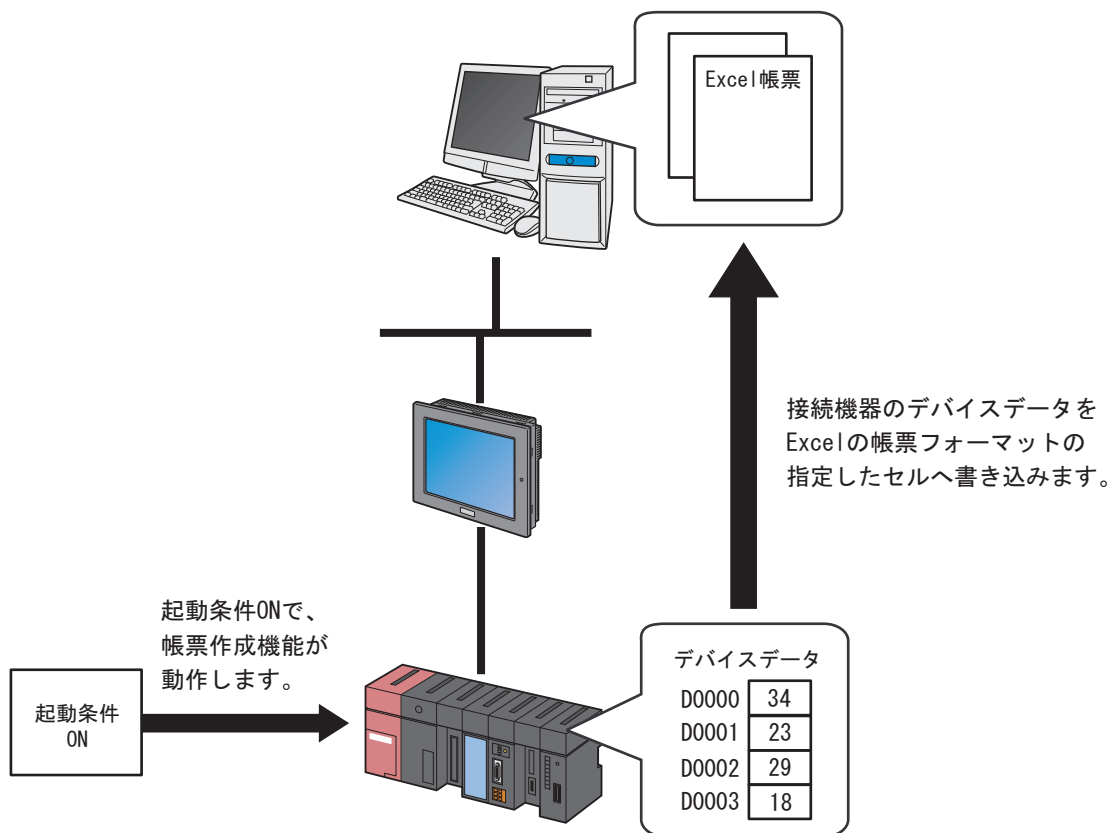 Excel帳票
接続機器のデバイスデータを
Excelの帳票フォーマットの
指定したセルへ書き込みます。
起動条件ONで、
帳票作成機能が
動作します。
起動条件
ON
デバイスデータ
D0000 34
D0001 23
D0002 29
D0003 18